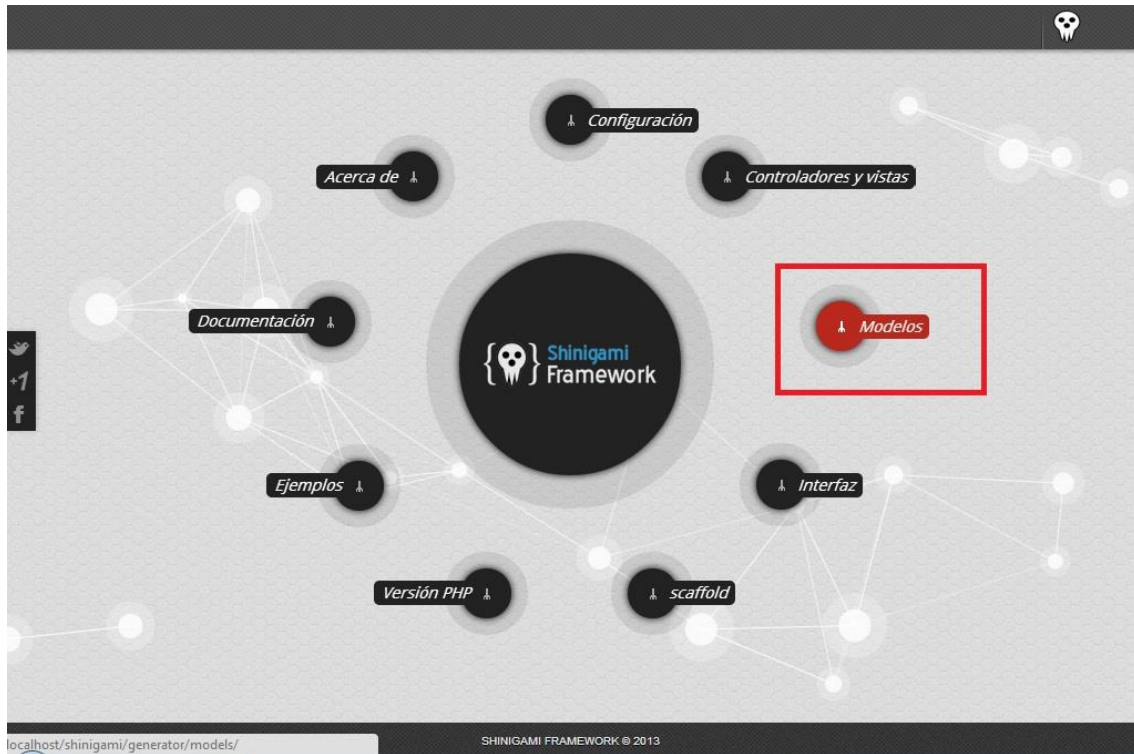 Configuración
Acerca de
Controladores y vistas
Documentación
Modelos
{ } Shinigami
Framework
+1
f
Ejemplos
Interfaz
Versión PHP
scaffold
localhost/shinigami/generator/models/
SHINIGAMI FRAMEWORK © 2013